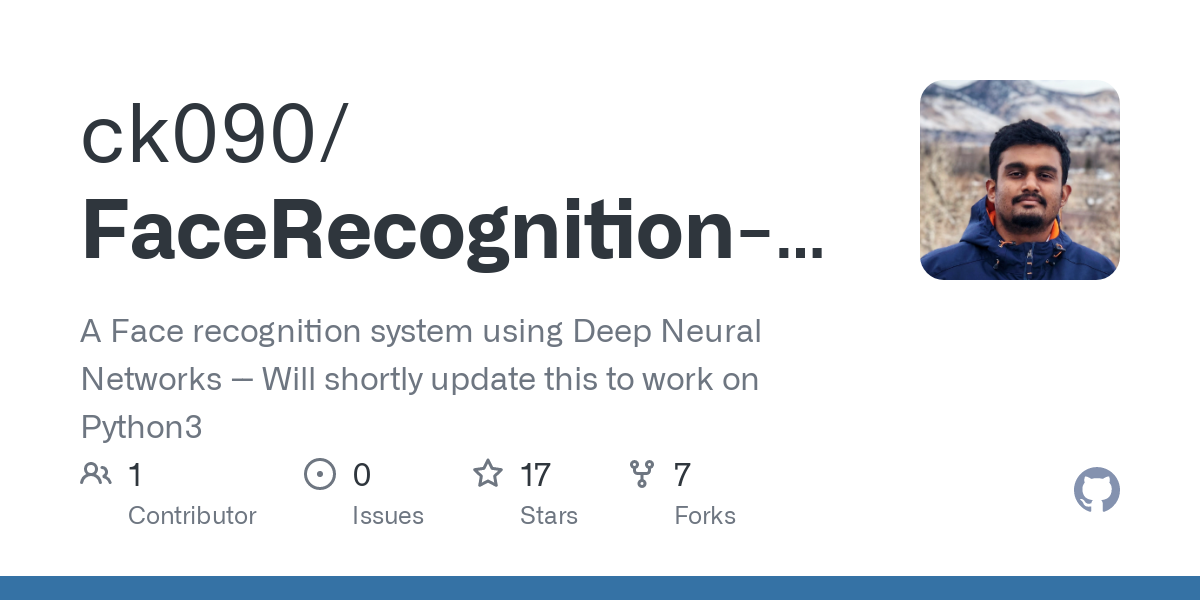 ck090/
FaceRecognition-...
A Face recognition system using Deep Neural
Networks — Will shortly update this to work on
Python3
1 0 17 7
Contributor Issues Stars Forks